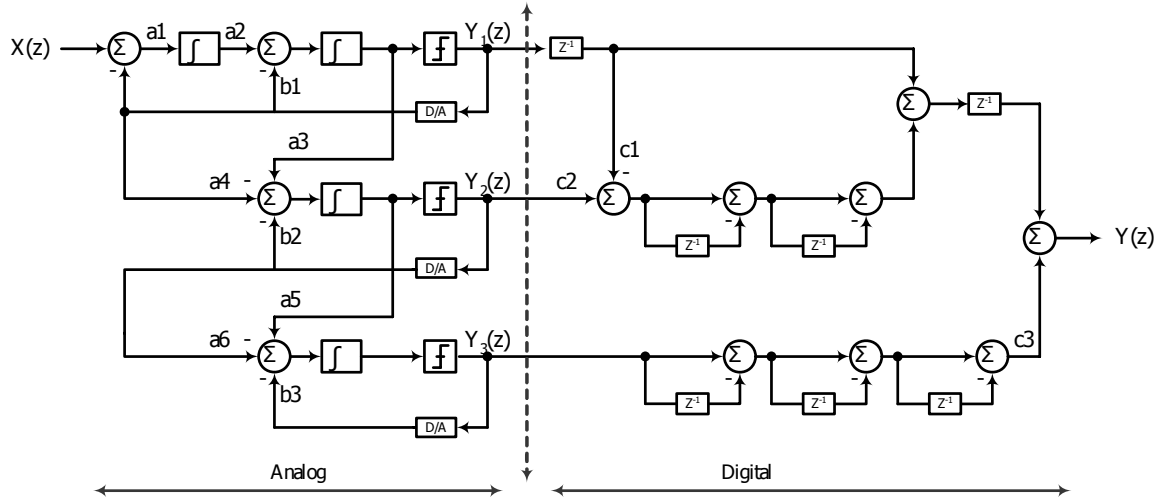 X(z) Σ a1 ∫ a2 Σ ∫ Y₁(z) Z⁻¹
- - b1
D/A
Σ Z⁻¹
a3 c1
a4 - Σ ∫ Y₂(z) c2 Σ - Σ Σ
- b2 Z⁻¹ - Z⁻¹ -
Σ Y(z)
D/A
a5
a6 - Σ ∫ Y₃(z) Σ Σ Σ c3
- b3 Z⁻¹ - Z⁻¹ - Z⁻¹ -
D/A
Analog Digital